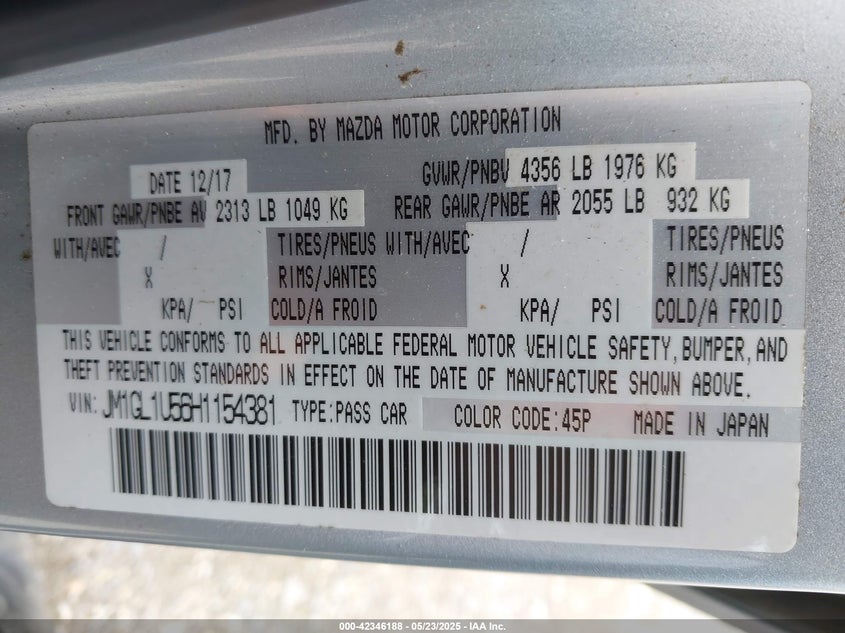 MFD. BY MAZDA MOTOR CORPORATION
DATE 12/17 GVWR/PNBV 4356 LB 1976 KG
FRONT GAWR/PNBE AV 2313 LB 1049 KG REAR GAWR/PNBE AR 2055 LB 932 KG
WITH/AVEC / TIRES/PNEUS WITH/AVEC / TIRES/PNEUS
X RIMS/JANTES X RIMS/JANTES
KPA/ PSI COLD/A FROID KPA/ PSI COLD/A FROID
THIS VEHICLE CONFORMS TO ALL APPLICABLE FEDERAL MOTOR VEHICLE SAFETY, BUMPER, AND
THEFT PREVENTION STANDARDS IN EFFECT ON THE DATE OF MANUFACTURE SHOWN ABOVE.
VIN: JM1GL1U56H1154381 TYPE:PASS CAR COLOR CODE:45P MADE IN JAPAN
000-42346188 - 05/23/2025 - IAA Inc.